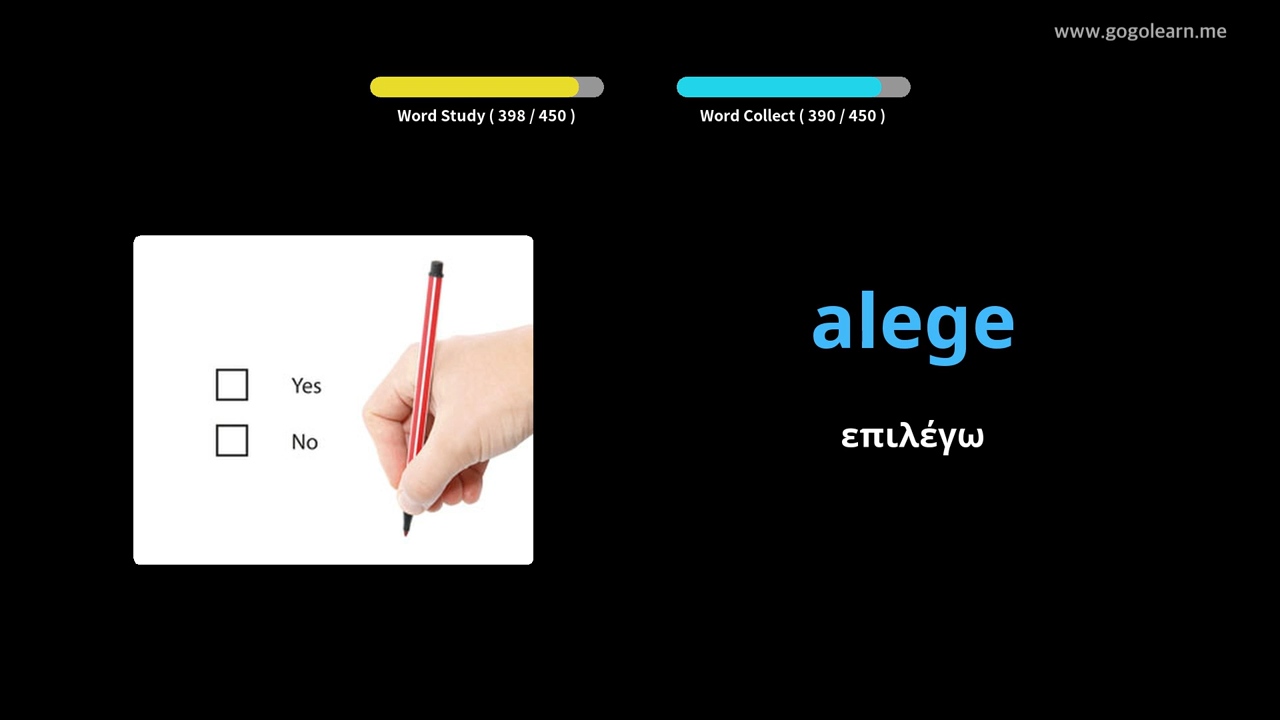 www.gogolearn.me
Word Study ( 398 / 450 )
Word Collect ( 390 / 450 )
Yes
No
alege
επιλέγω